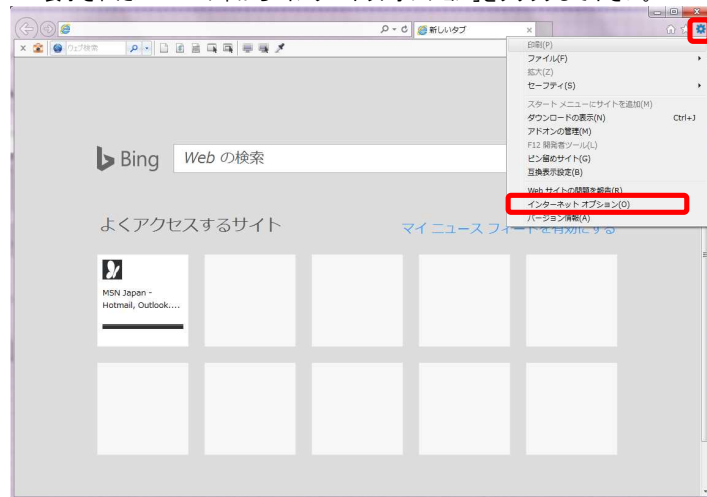 新しいタブ
ウェブ検索
印刷(P)
ファイル(F)
拡大(Z)
セーフティ(S)
スタート メニューにサイトを追加(M)
ダウンロードの表示(N) Ctrl+J
アドオンの管理(M)
F12 開発者ツール(L)
ピン留めのサイト(G)
互換表示設定(B)
Web サイトの問題を報告(R)
インターネット オプション(O)
バージョン情報(A)
Bing
Web の検索
よくアクセスするサイト
マイ ニュース フィードを有効にする
MSN Japan -
Hotmail, Outlook....